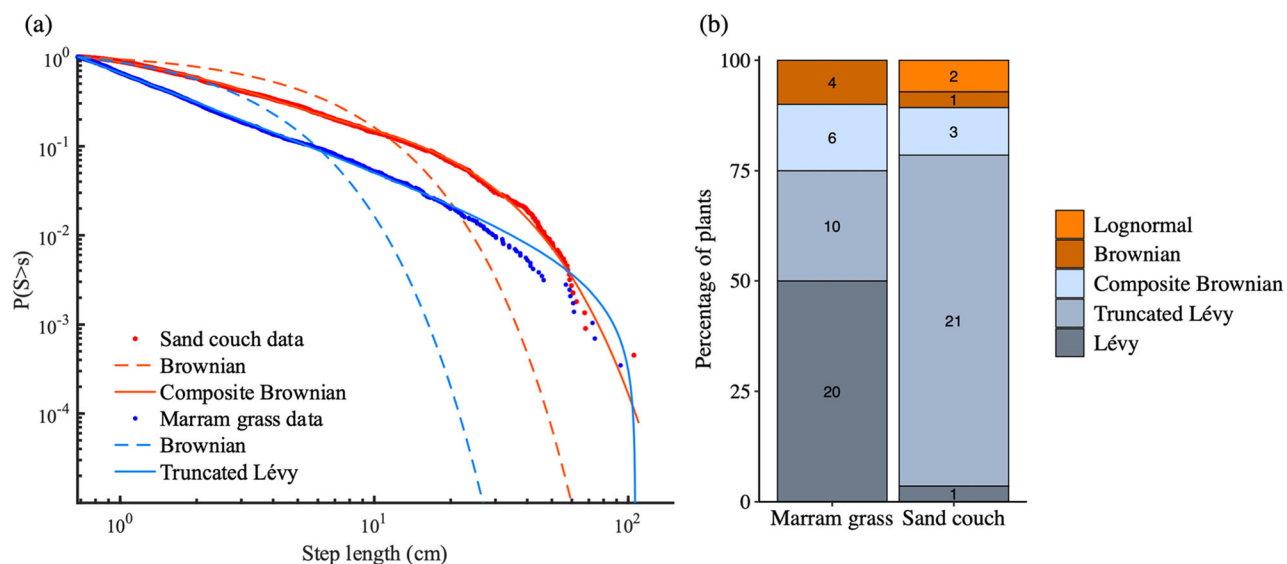 (a)
10^0
10^-1
10^-2
10^-3
10^-4
P(S>s)
Sand couch data
Brownian
Composite Brownian
Marram grass data
Brownian
Truncated Lévy
10^0
10^1
10^2
Step length (cm)
(b)
100
75
50
25
0
Percentage of plants
4
6
10
20
2
1
3
21
1
Marram grass
Sand couch
Lognormal
Brownian
Composite Brownian
Truncated Lévy
Lévy